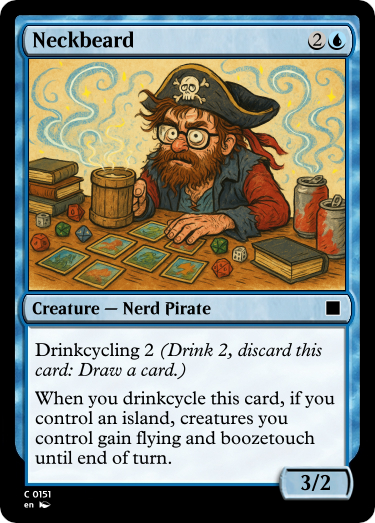 Neckbeard 2
Creature — Nerd Pirate
Drinkcycling 2 (Drink 2, discard this
card: Draw a card.)
When you drinkcycle this card, if you
control an island, creatures you
control gain flying and boozetouch
until end of turn.
3/2
C 0151
en